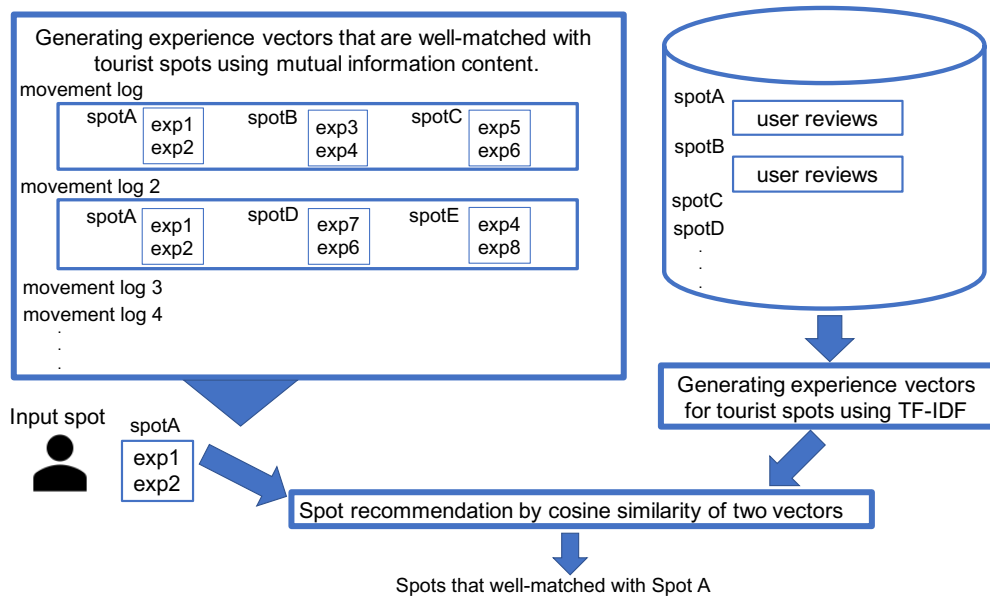 Generating experience vectors that are well-matched with
tourist spots using mutual information content.
movement log
spotA
exp1
exp2
spotB
exp3
exp4
spotC
exp5
exp6
movement log 2
spotA
exp1
exp2
spotD
exp7
exp6
spotE
exp4
exp8
movement log 3
movement log 4
.
.
.
spotA
user reviews
spotB
user reviews
spotC
spotD
.
.
.
Generating experience vectors
for tourist spots using TF-IDF
Input spot
spotA
exp1
exp2
Spot recommendation by cosine similarity of two vectors
Spots that well-matched with Spot A